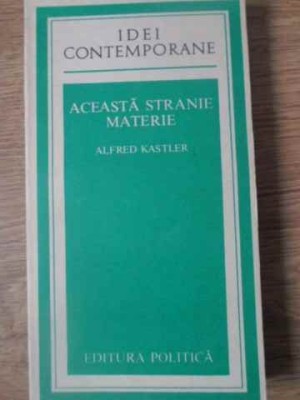 IDEI
CONTEMPORANE
ACEASTĂ STRANIE
MATERIE
ALFRED KASTLER
EDITURA POLITICĂ